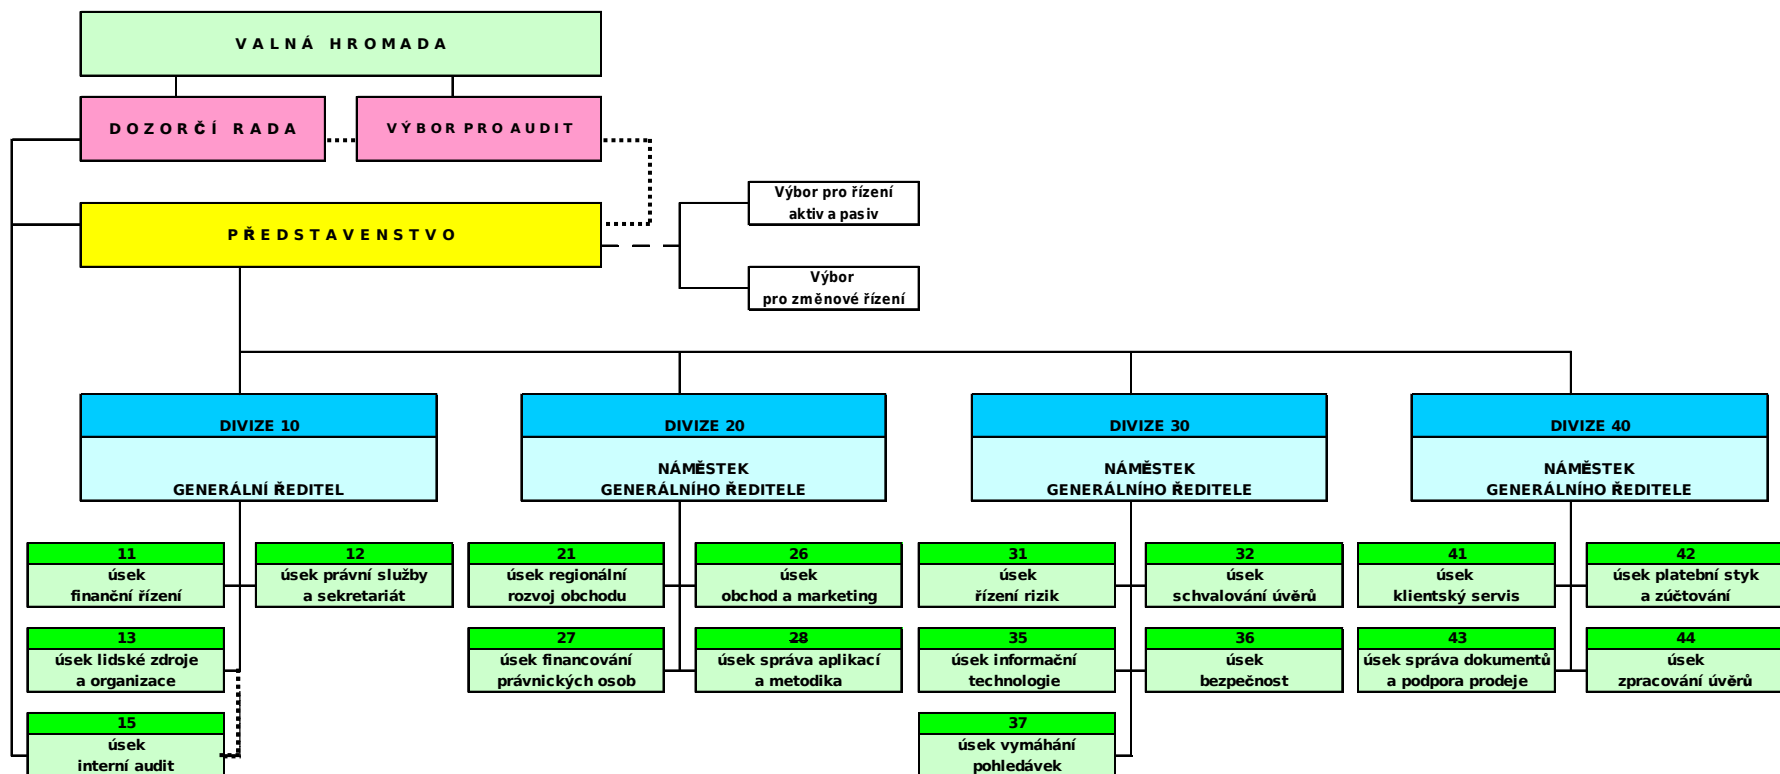 VALNÁ HROMADA
DOZORČÍ RADA
VÝBOR PRO AUDIT
Výbor pro řízení
aktiv a pasiv
PŘEDSTAVENSTVO
Výbor
pro změnové řízení
DIVIZE 10
GENERÁLNÍ ŘEDITEL
DIVIZE 20
NÁMĚSTEK
GENERÁLNÍHO ŘEDITELE
DIVIZE 30
NÁMĚSTEK
GENERÁLNÍHO ŘEDITELE
DIVIZE 40
NÁMĚSTEK
GENERÁLNÍHO ŘEDITELE
11
úsek
finanční řízení
12
úsek právní služby
a sekretariát
21
úsek regionální
rozvoj obchodu
26
úsek
obchod a marketing
31
úsek
řízení rizik
32
úsek
schvalování úvěrů
41
úsek
klientský servis
42
úsek platební styk
a zúčtování
13
úsek lidské zdroje
a organizace
27
úsek financování
právnických osob
28
úsek správa aplikací
a metodika
35
úsek informační
technologie
36
úsek
bezpečnost
43
úsek správa dokumentů
a podpora prodeje
44
úsek
zpracování úvěrů
15
úsek
interní audit
37
úsek vymáhání
pohledávek